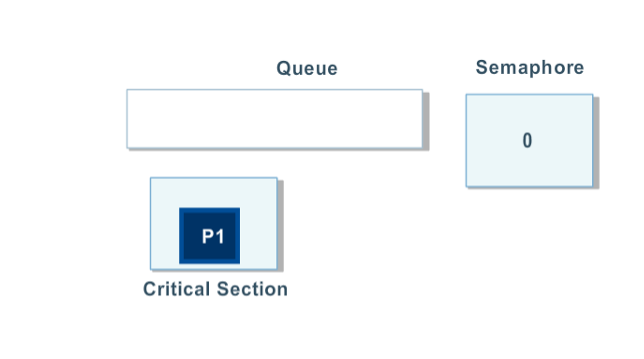 Queue
Semaphore
0
P1
Critical Section